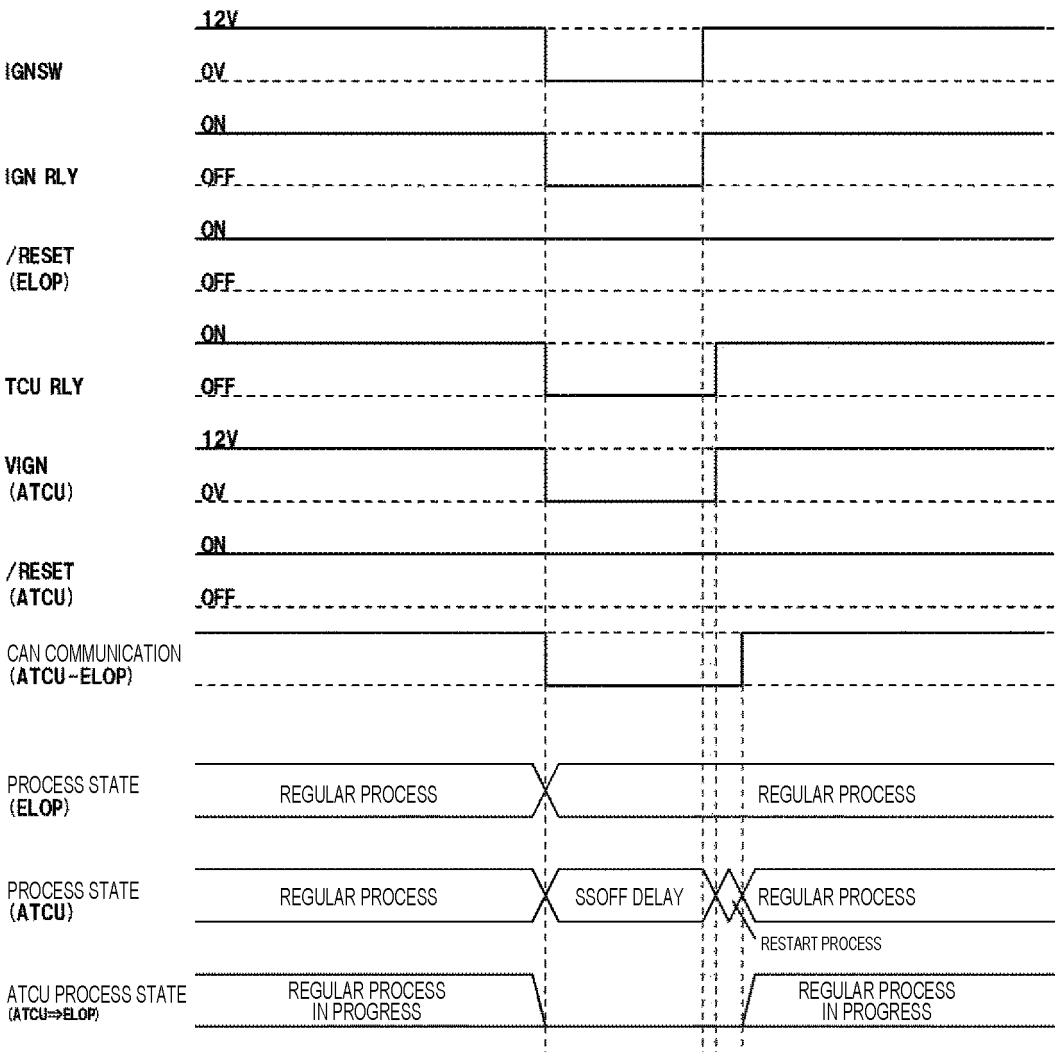 12V
IGNSW
0V
ON
IGN RLY
OFF
ON
/RESET
(ELOP)
OFF
ON
TCU RLY
OFF
12V
VIGN
(ATCU)
0V
ON
/RESET
(ATCU)
OFF
CAN COMMUNICATION
(ATCU-ELOP)
PROCESS STATE
(ELOP)
REGULAR PROCESS
REGULAR PROCESS
PROCESS STATE
(ATCU)
REGULAR PROCESS
SSOFF DELAY
REGULAR PROCESS
RESTART PROCESS
ATCU PROCESS STATE
(ATCU⇒ELOP)
REGULAR PROCESS
IN PROGRESS
REGULAR PROCESS
IN PROGRESS